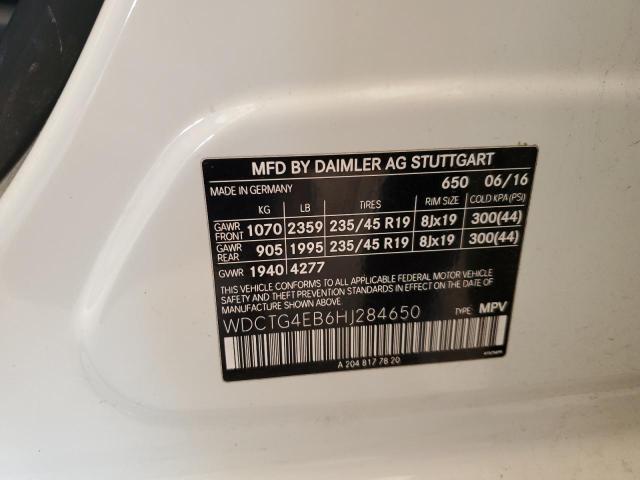 MFD BY DAIMLER AG STUTTGART
MADE IN GERMANY 650 06/16
KG LB TIRES RIM SIZE COLD KPA(PSI)
GAWR FRONT 1070 2359 235/45 R19 8Jx19 300(44)
GAWR REAR 905 1995 235/45 R19 8Jx19 300(44)
GVWR 1940 4277
THIS VEHICLE CONFORMS TO ALL APPLICABLE FEDERAL MOTOR VEHICLE
SAFETY AND THEFT PREVENTION STANDARDS IN EFFECT ON THE DATE OF
MANUFACTURE SHOWN ABOVE.
WDCTG4EB6HJ284650 TYPE: MPV
A 204 817 78 20